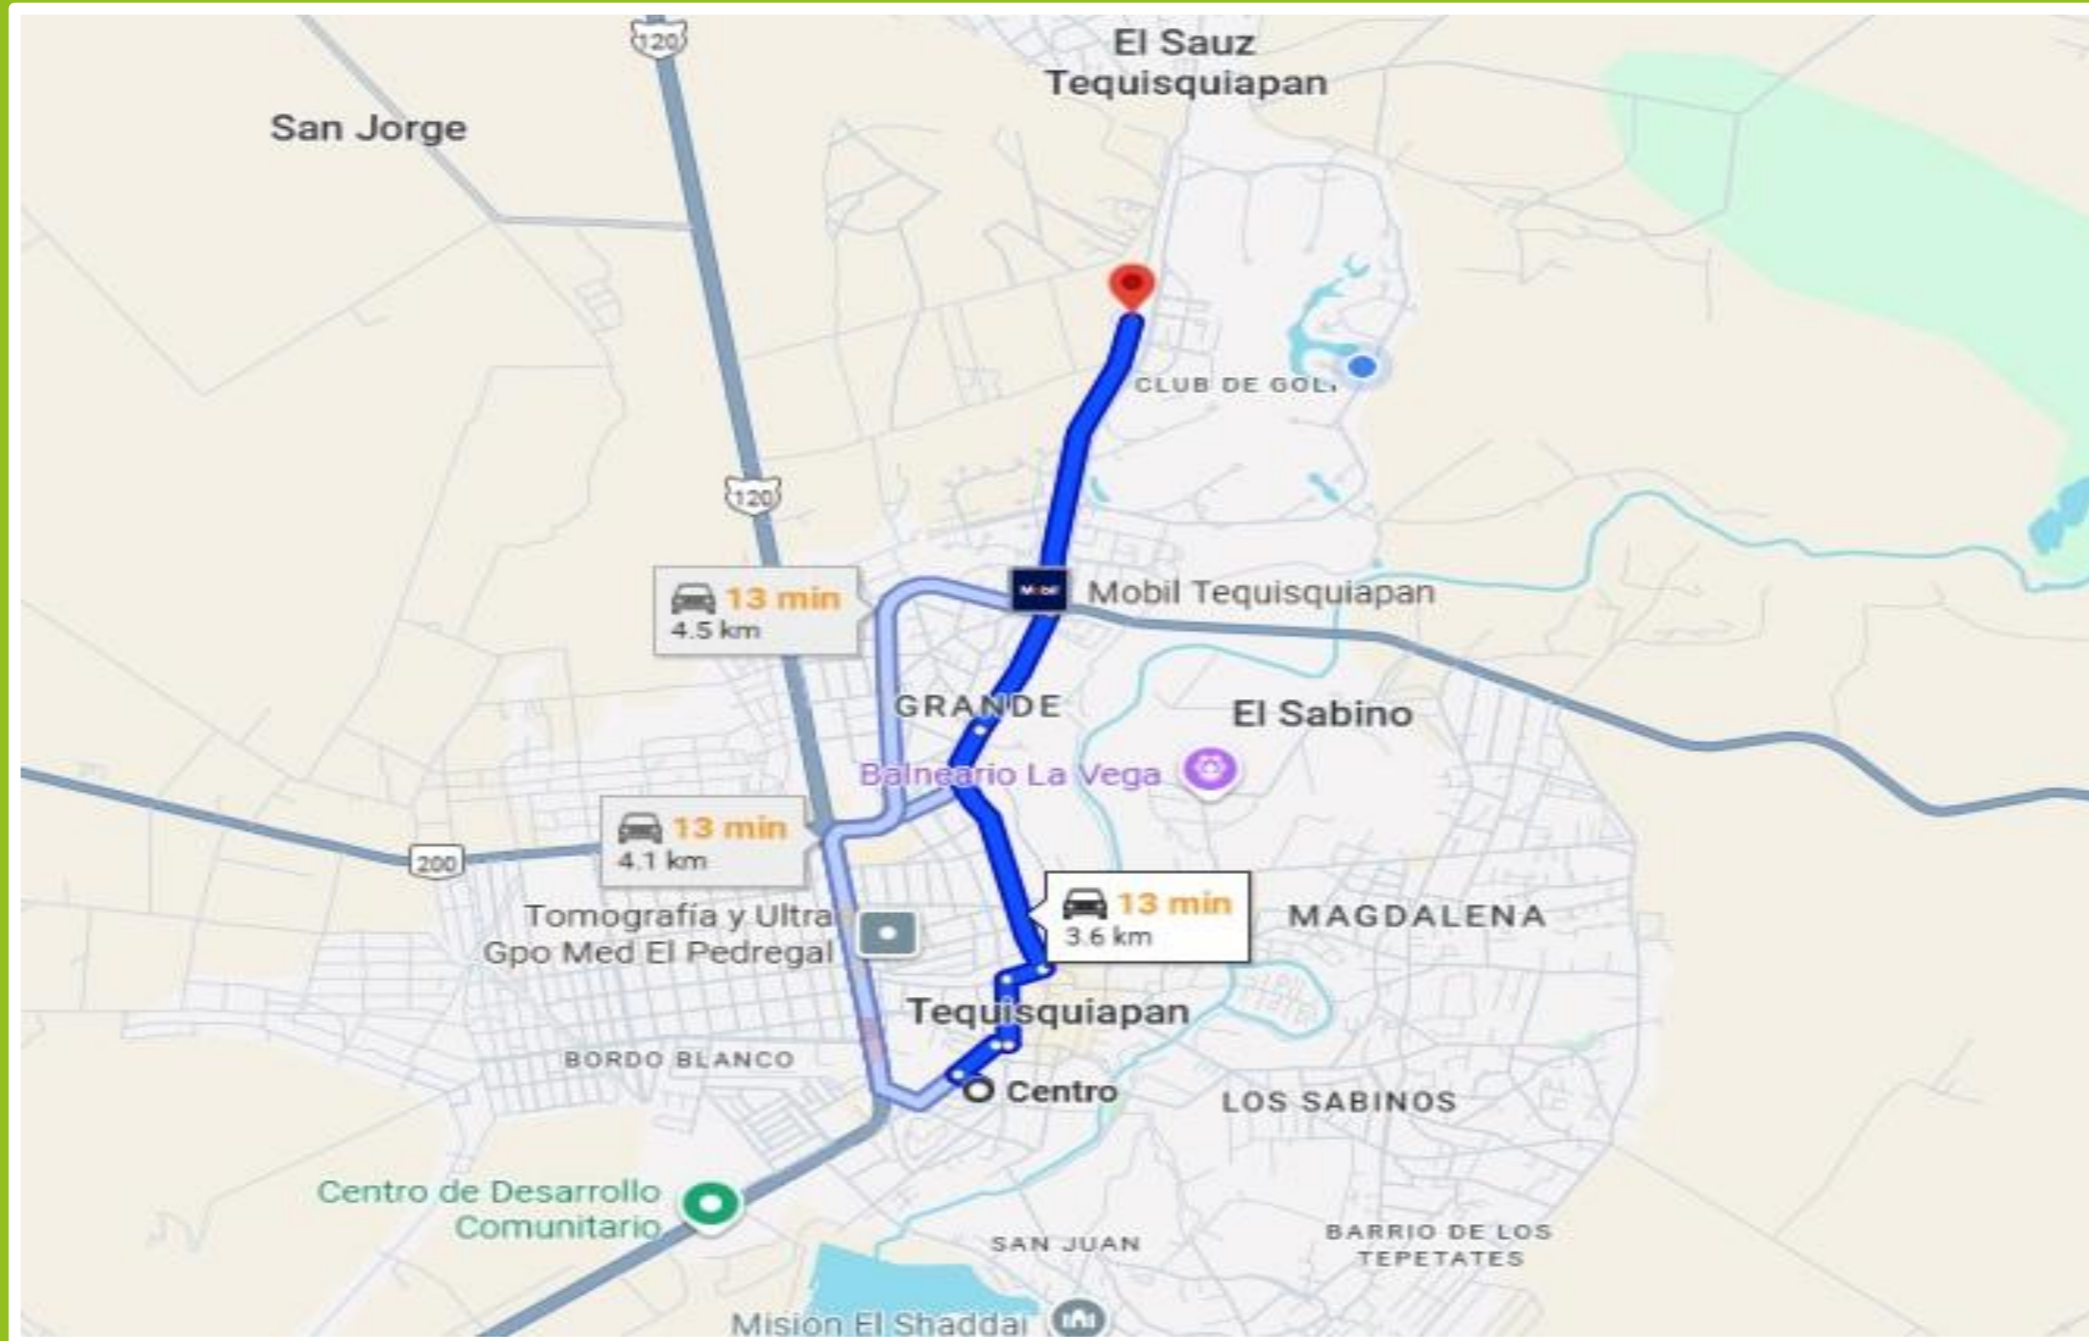 120
El Sauz
Tequisquiapan
San Jorge
CLUB DE GOLF
120
13 min
4.5 km
Mobil
Mobil Tequisquiapan
GRANDE
El Sabino
Balneario La Vega
13 min
4.1 km
200
13 min
3.6 km
Tomografía y Ultra
Gpo Med El Pedregal
MAGDALENA
Tequisquiapan
BORDO BLANCO
Centro
LOS SABINOS
Centro de Desarrollo
Comunitario
SAN JUAN
BARRIO DE LOS
TEPETATES
Misión El Shaddai